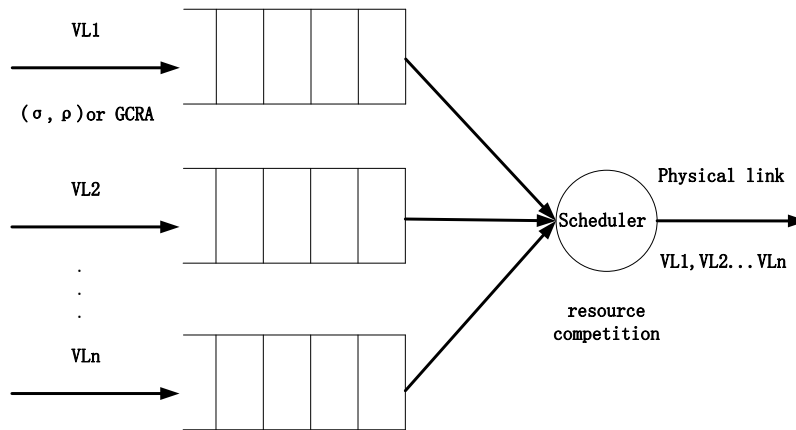 VL1
(σ, ρ)or GCRA
VL2
.
.
.
VLn
Scheduler
Physical link
VL1, VL2...VLn
resource
competition